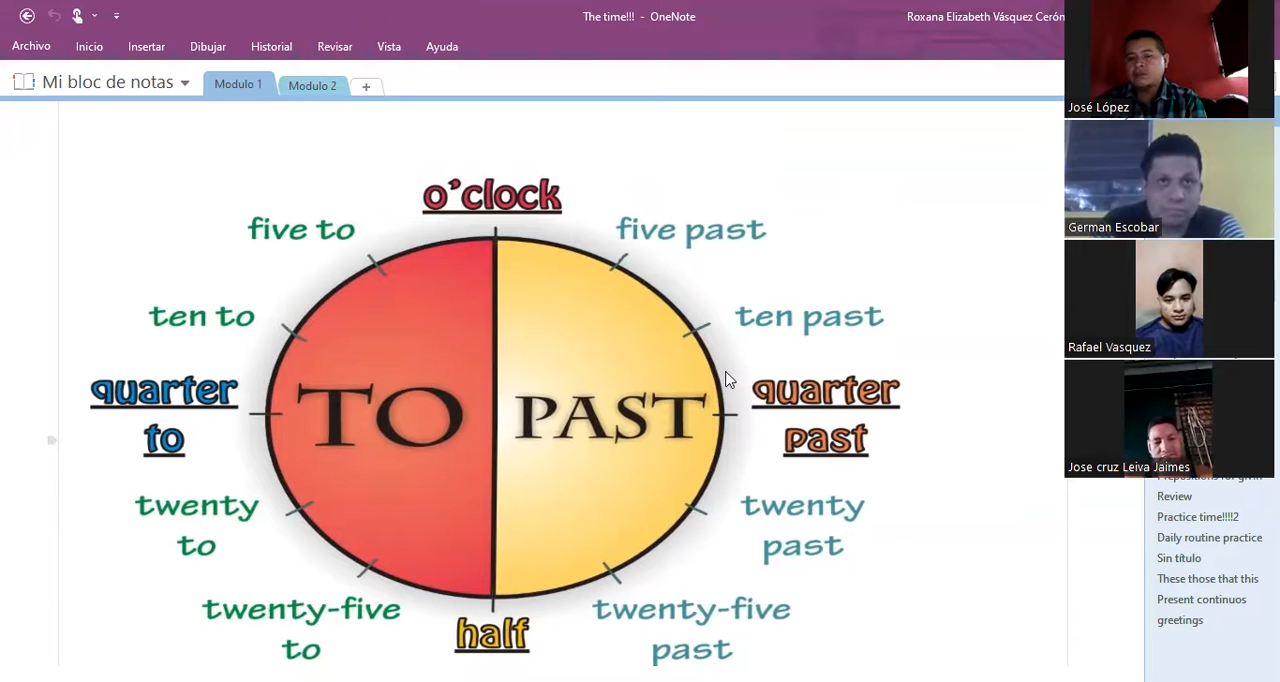 The time!!! - OneNote
Roxana Elizabeth Vásquez Cerón
Archivo Inicio Insertar Dibujar Historial Revisar Vista Ayuda
Mi bloc de notas Modulo 1 Modulo 2 +
o'clock
five to
five past
ten to
ten past
quarter
to
quarter
past
TO PAST
twenty
to
twenty
past
twenty-five
to
half
twenty-five
past
José López
German Escobar
Rafael Vasquez
Jose cruz Leiva Jaimes
Review
Practice time!!!!2
Daily routine practice
Sin título
These those that this
Present continuos
greetings